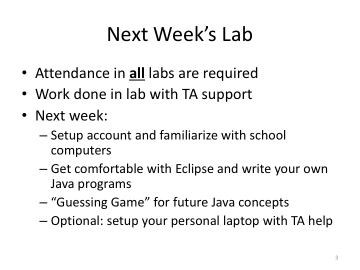 Next Week's Lab
• Attendance in all labs are required
• Work done in lab with TA support
• Next week:
– Setup account and familiarize with school
computers
– Get comfortable with Eclipse and write your own
Java programs
– “Guessing Game” for future Java concepts
– Optional: setup your personal laptop with TA help